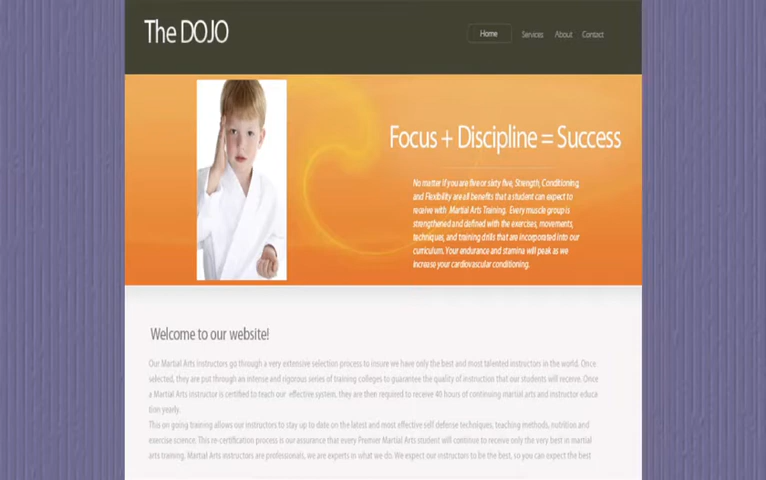 The DOJO
Home Services About Contact
Focus + Discipline = Success
No matter if you are five or sixty five, Strength, Conditioning,
and Flexibility are all benefits that a student can expect to
receive with Martial Arts Training. Every muscle group is
strengthened and defined with the exercises, movements,
techniques, and training drills that are incorporated into our
curriculum. Your endurance and stamina will peak as we
increase your cardiovascular conditioning.
Welcome to our website!
Our Martial Arts instructors go through a very extensive selection process to insure we have only the best and most talented instructors in the world. Once
selected, they are put through an intense and rigorous series of training colleges to guarantee the quality of instruction that our students will receive. Once
a Martial Arts instructor is certified to teach our effective system, they are then required to receive 40 hours of continuing martial arts and instructor educa
tion yearly.
This on going training allows our instructors to stay up to date on the latest and most effective self defense techniques, teaching methods, nutrition and
exercise science. This re-certification process is our assurance that every Premier Martial Arts student will continue to receive only the very best in martial
arts training. Martial Arts instructors are professionals, we are experts in what we do. We expect our instructors to be the best, so you can expect the best